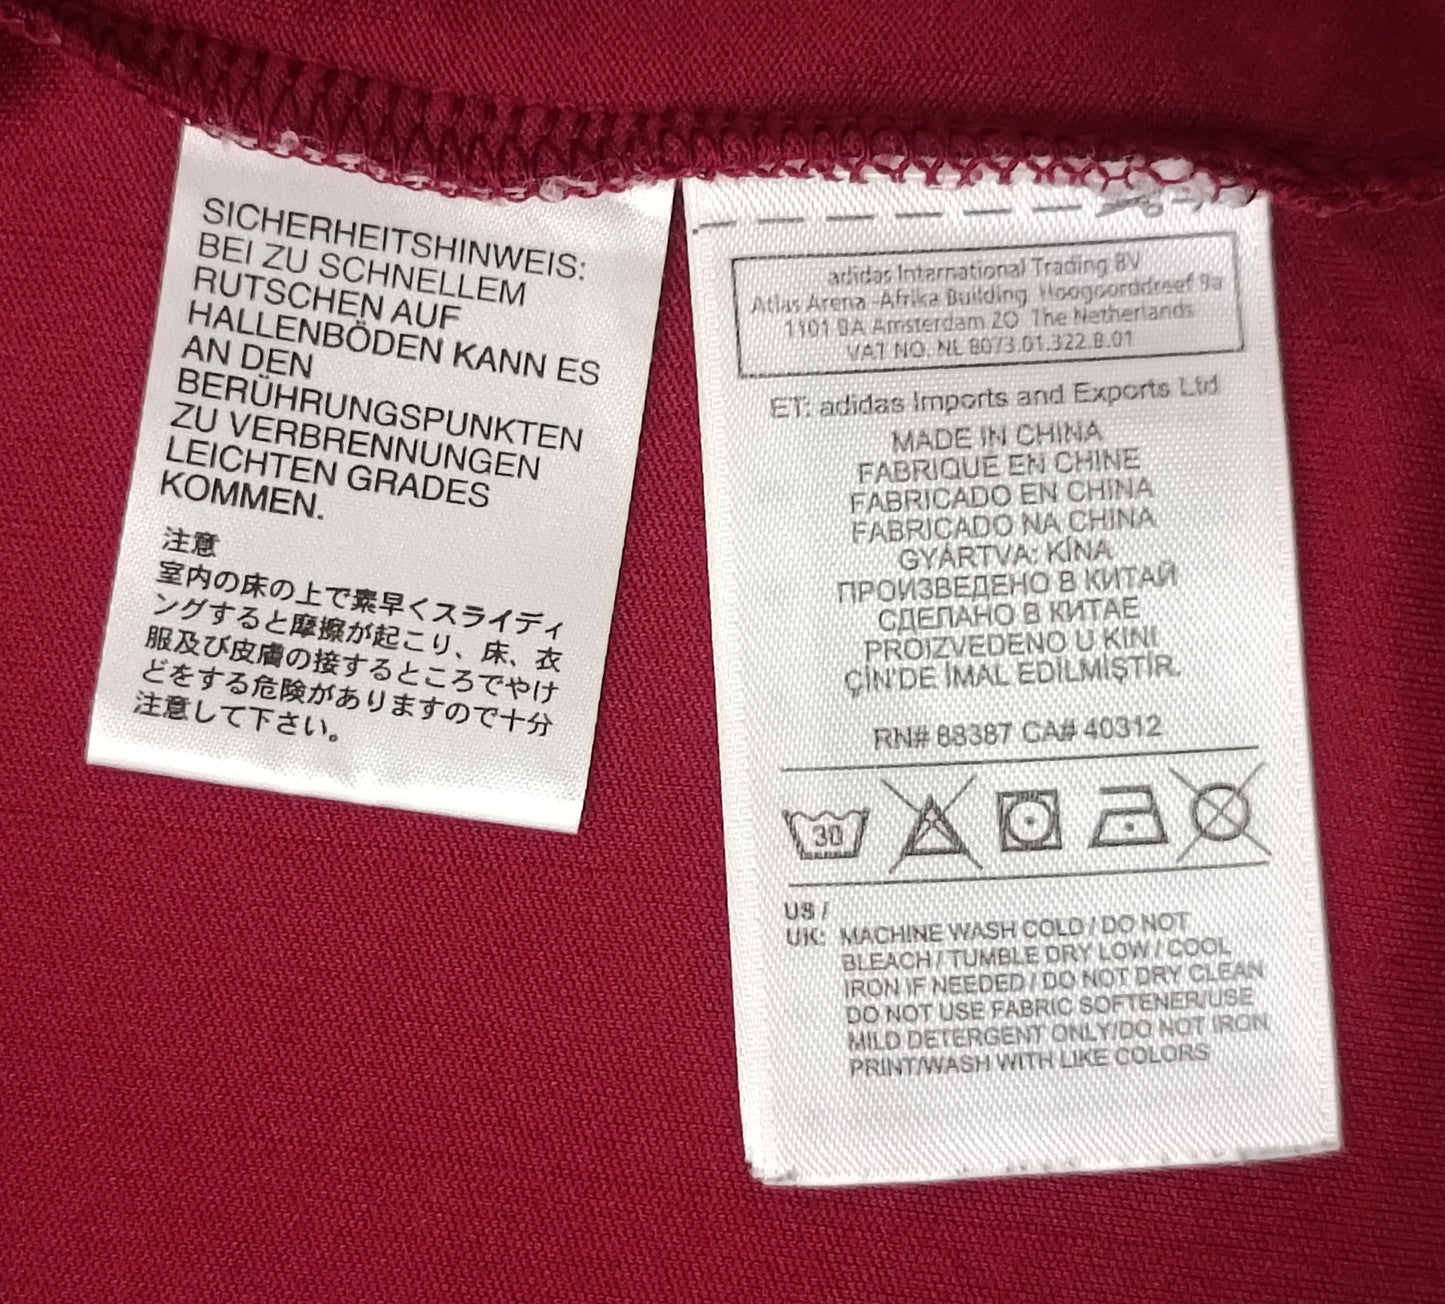 SICHERHEITSHINWEIS:
BEI ZU SCHNELLEM
RUTSCHEN AUF
HALLENBÖDEN KANN ES
AN DEN
BERÜHRUNGSPUNKTEN
ZU VERBRENNUNGEN
LEICHTEN GRADES
KOMMEN.
注意
室内の床の上で素早くスライディ
ングすると摩擦が起こり、床、衣
服及び皮膚の接するところでやけ
どをする危険がありますので十分
注意して下さい。
adidas International Trading BV
Atlas Arena -Afrika Building Hoogoorddreef 9a
1101 BA Amsterdam ZO The Netherlands
VAT NO. NL 8073.01.322.B.01
ET: adidas Imports and Exports Ltd
MADE IN CHINA
FABRIQUE EN CHINE
FABRICADO EN CHINA
FABRICADO NA CHINA
GYÁRTVA: KÍNA
ПРОИЗВЕДЕНО В КИТАЙ
СДЕЛАНО В КИТАЕ
PROIZVEDENO U KINI
ÇİN'DE İMAL EDİLMİŞTİR.
RN# 88387 CA# 40312
30
US /
UK: MACHINE WASH COLD / DO NOT
BLEACH / TUMBLE DRY LOW / COOL
IRON IF NEEDED / DO NOT DRY CLEAN
DO NOT USE FABRIC SOFTENER/USE
MILD DETERGENT ONLY/DO NOT IRON
PRINT/WASH WITH LIKE COLORS